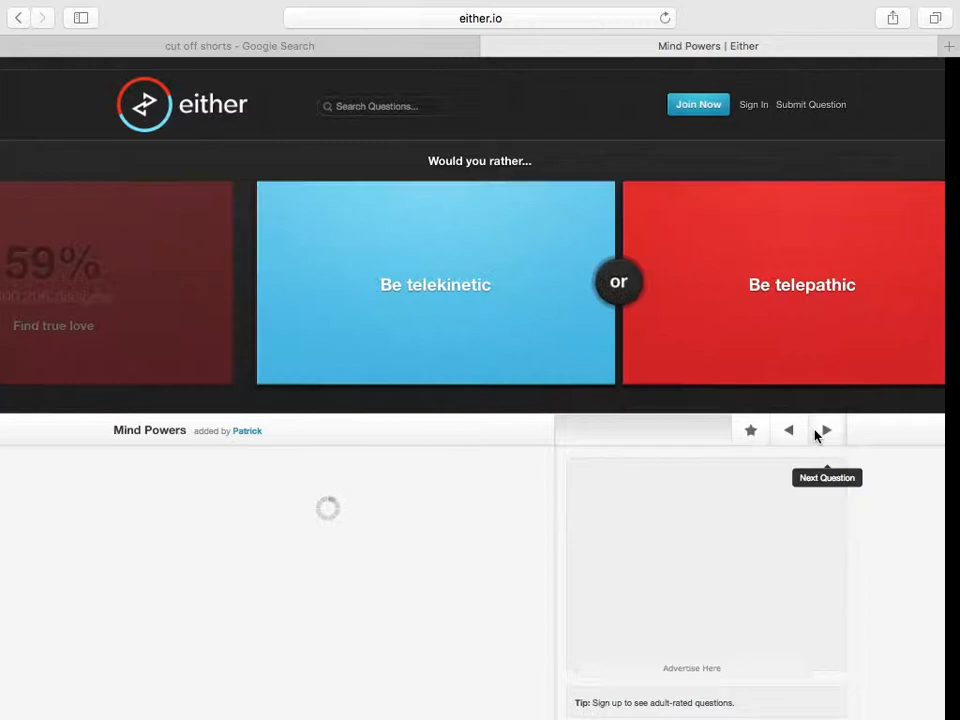 either.io
cut off shorts - Google Search
Mind Powers | Either
either
Search Questions...
Join Now
Sign In
Submit Question
Would you rather...
59%
Find true love
Be telekinetic
or
Be telepathic
Mind Powers added by Patrick
Next Question
Advertise Here
Tip: Sign up to see adult-rated questions.